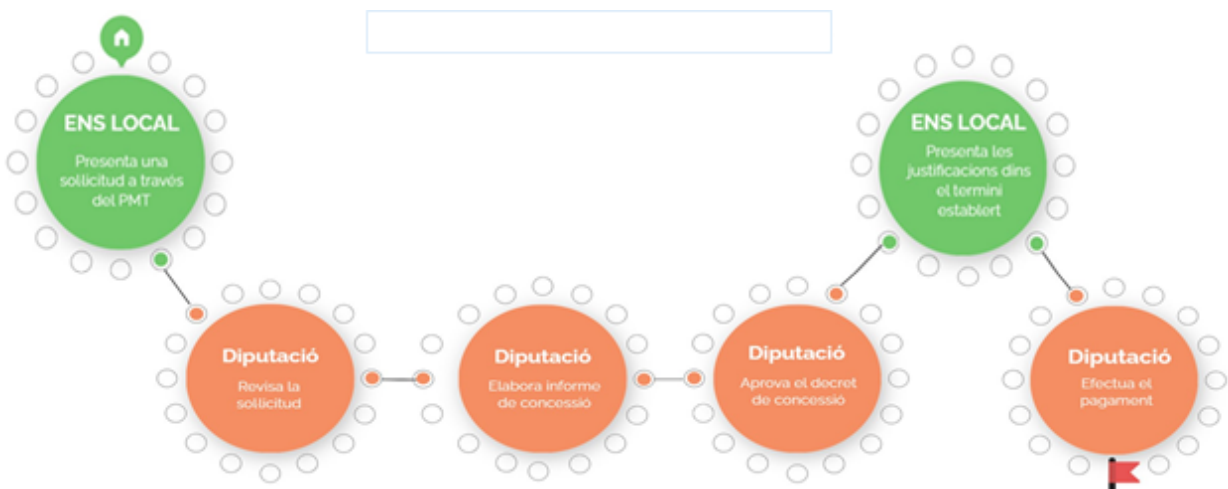 ENS LOCAL
Presenta una
sol·licitud a través
del PMT
Diputació
Revisa la
sol·licitud
Diputació
Elabora informe
de concessió
Diputació
Aprova el decret
de concessió
ENS LOCAL
Presenta les
justificacions dins
el termini
establert
Diputació
Efectua el
pagament